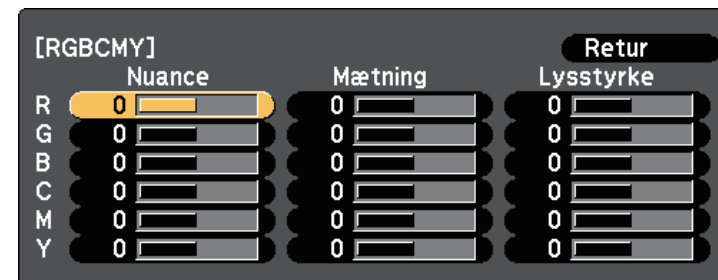 [RGBCMY] Retur
Nuance Mætning Lysstyrke
R 0 0 0
G 0 0 0
B 0 0 0
C 0 0 0
M 0 0 0
Y 0 0 0